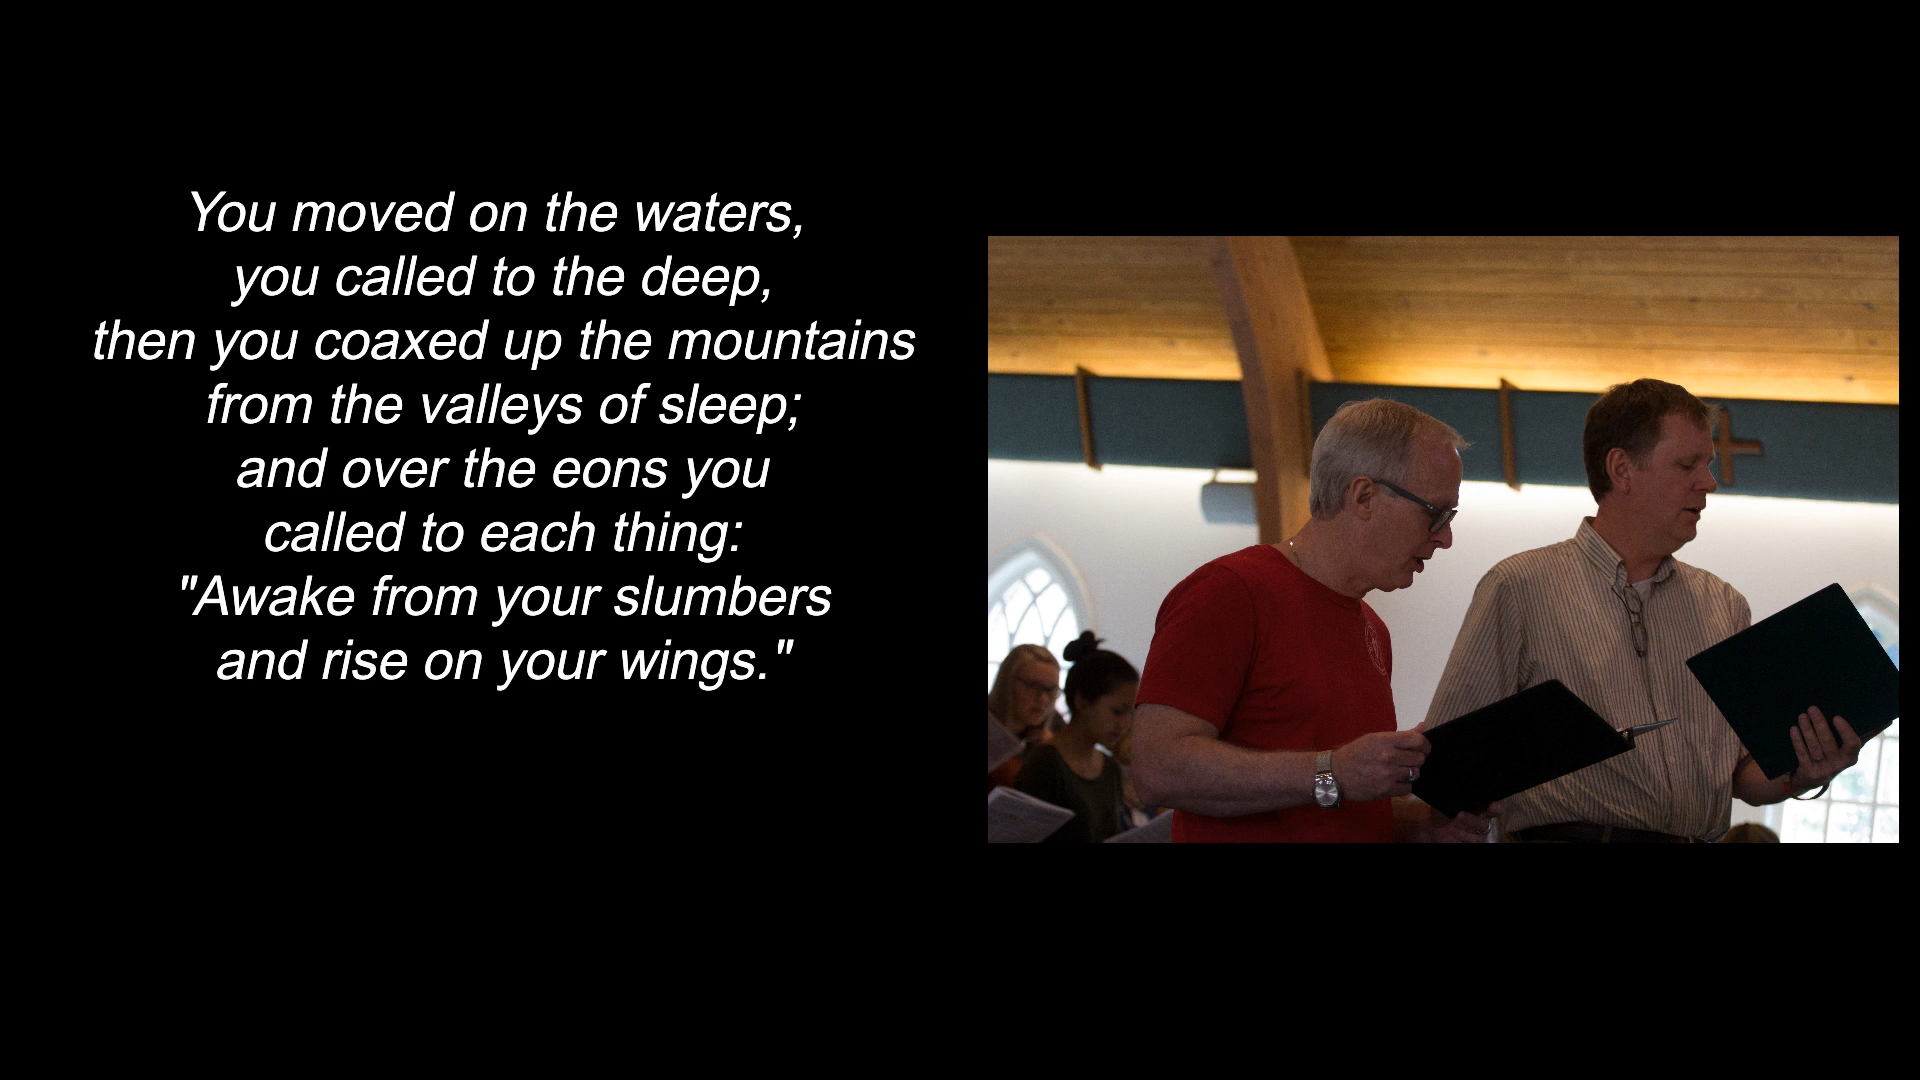 You moved on the waters,
you called to the deep,
then you coaxed up the mountains
from the valleys of sleep;
and over the eons you
called to each thing:
"Awake from your slumbers
and rise on your wings."